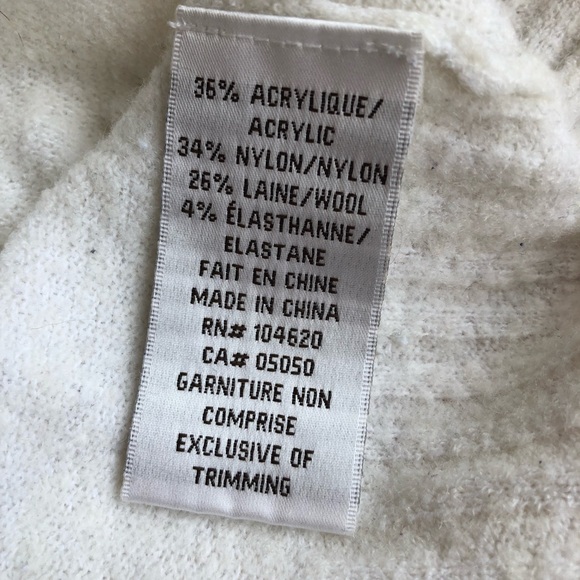 36% ACRYLIQUE/
ACRYLIC
34% NYLON/NYLON
26% LAINE/WOOL
4% ÉLASTHANNE/
ELASTANE
FAIT EN CHINE
MADE IN CHINA
RN# 104620
CA# 05050
GARNITURE NON
COMPRISE
EXCLUSIVE OF
TRIMMING